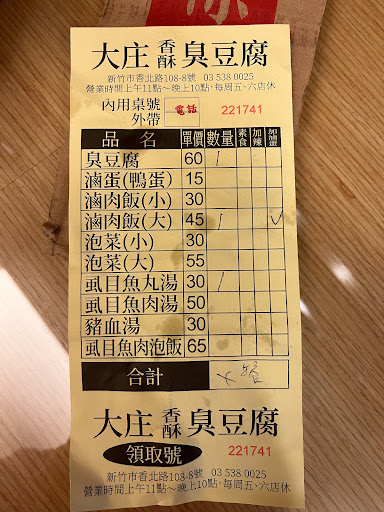 大庄香酥臭豆腐
新竹市香北路108-8號 03 538 0025
營業時間上午11點～晚上10點,每周五.六店休
內用桌號
外帶 電話 221741
品名 單價 數量 素食 加辣 加滷蛋
臭豆腐 60 1
滷蛋(鴨蛋) 15
滷肉飯(小) 30
滷肉飯(大) 45 1 ✓
泡菜(小) 30
泡菜(大) 55
虱目魚丸湯 30 1
虱目魚肉湯 50
豬血湯 30
虱目魚肉泡飯 65
合計
大庄香酥臭豆腐
領取號 221741
新竹市香北路108-8號 03 538 0025
營業時間上午11點～晚上10點,每周五.六店休